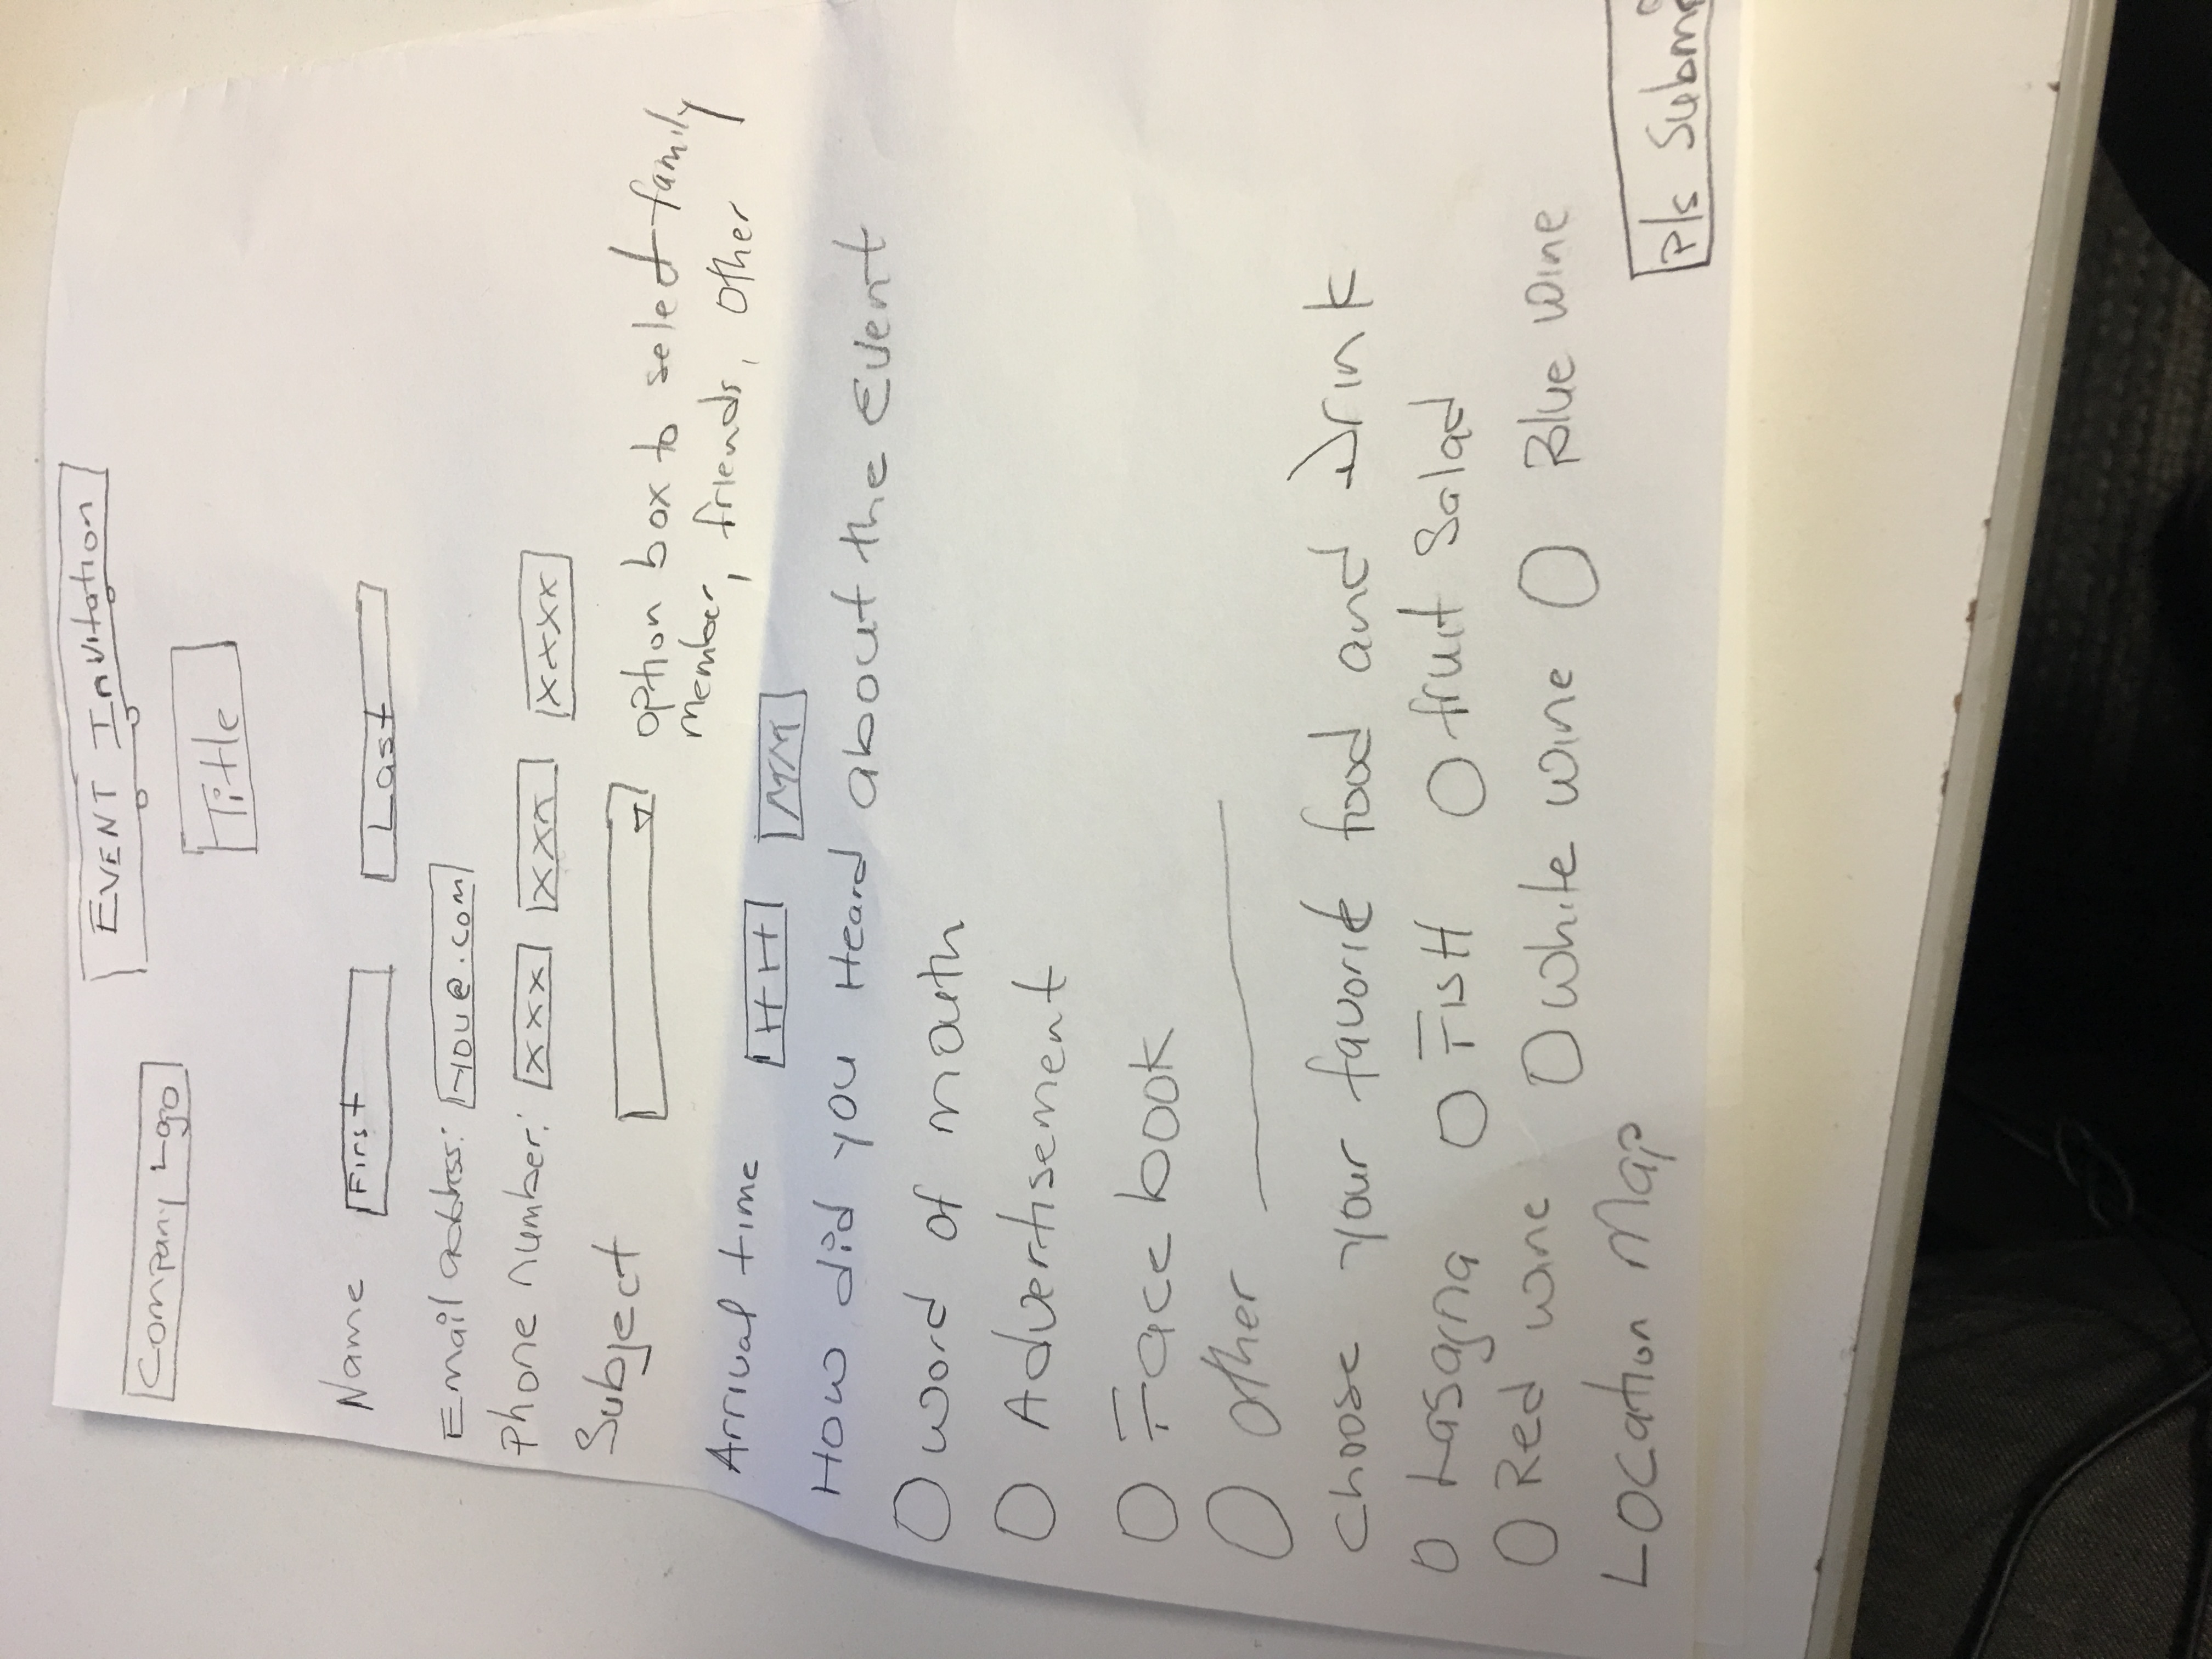 EVENT Invitation
Company Logo
Title
Name First Last
Email address: you@.com
Phone number: xxx xxx xxxx
Subject option box to select family
member, friends, other
Arrival time HH MM
How did you Heard about the Event
word of mouth
Advertisement
Face book
other
choose your favorite food and Drink
Lasagna FisH fruit Salad
Red wine white wine Blue wine
Location Map
Pls Submi